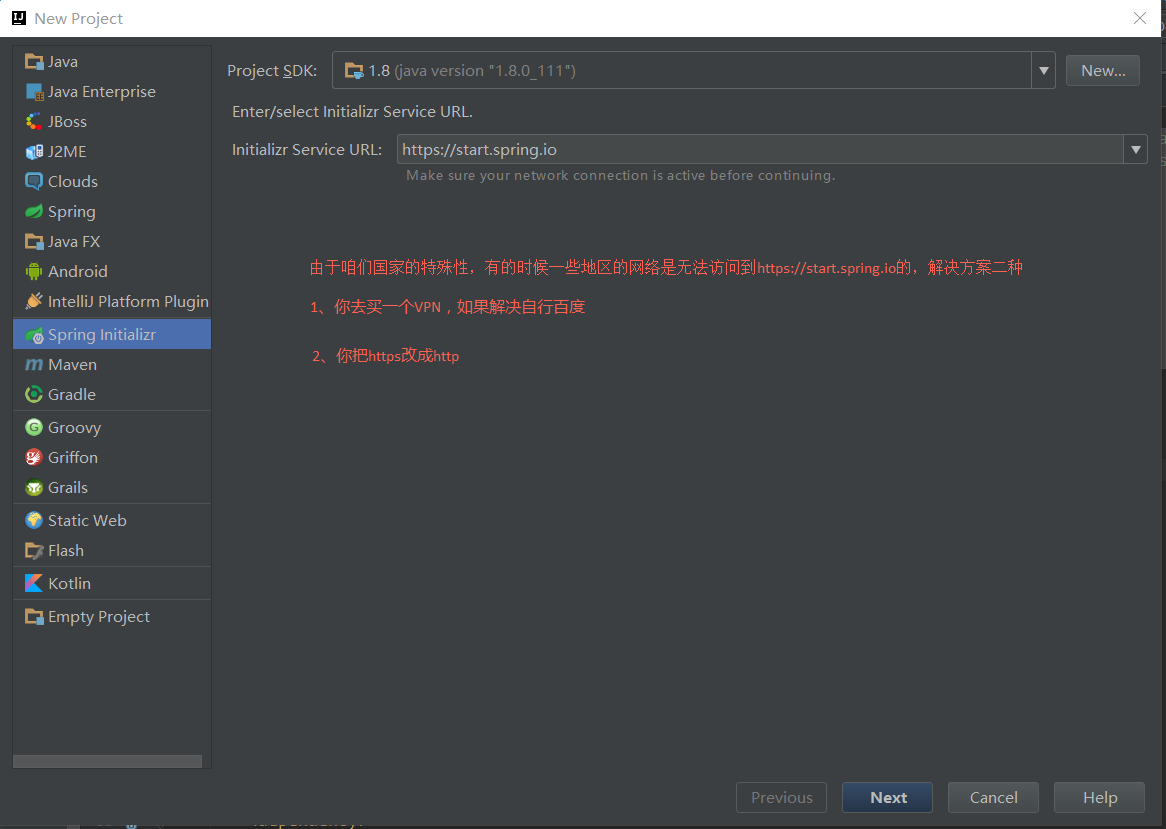 New Project
Java
Java Enterprise
JBoss
J2ME
Clouds
Spring
Java FX
Android
IntelliJ Platform Plugin
Spring Initializr
Maven
Gradle
Groovy
Griffon
Grails
Static Web
Flash
Kotlin
Empty Project
Project SDK: 1.8 (java version "1.8.0_111") New...
Enter/select Initializr Service URL.
Initializr Service URL: https://start.spring.io
Make sure your network connection is active before continuing.
由于咱们国家的特殊性，有的时候一些地区的网络是无法访问到https://start.spring.io的，解决方案二种
1、你去买一个VPN，如果解决自行百度
2、你把https改成http
Previous Next Cancel Help